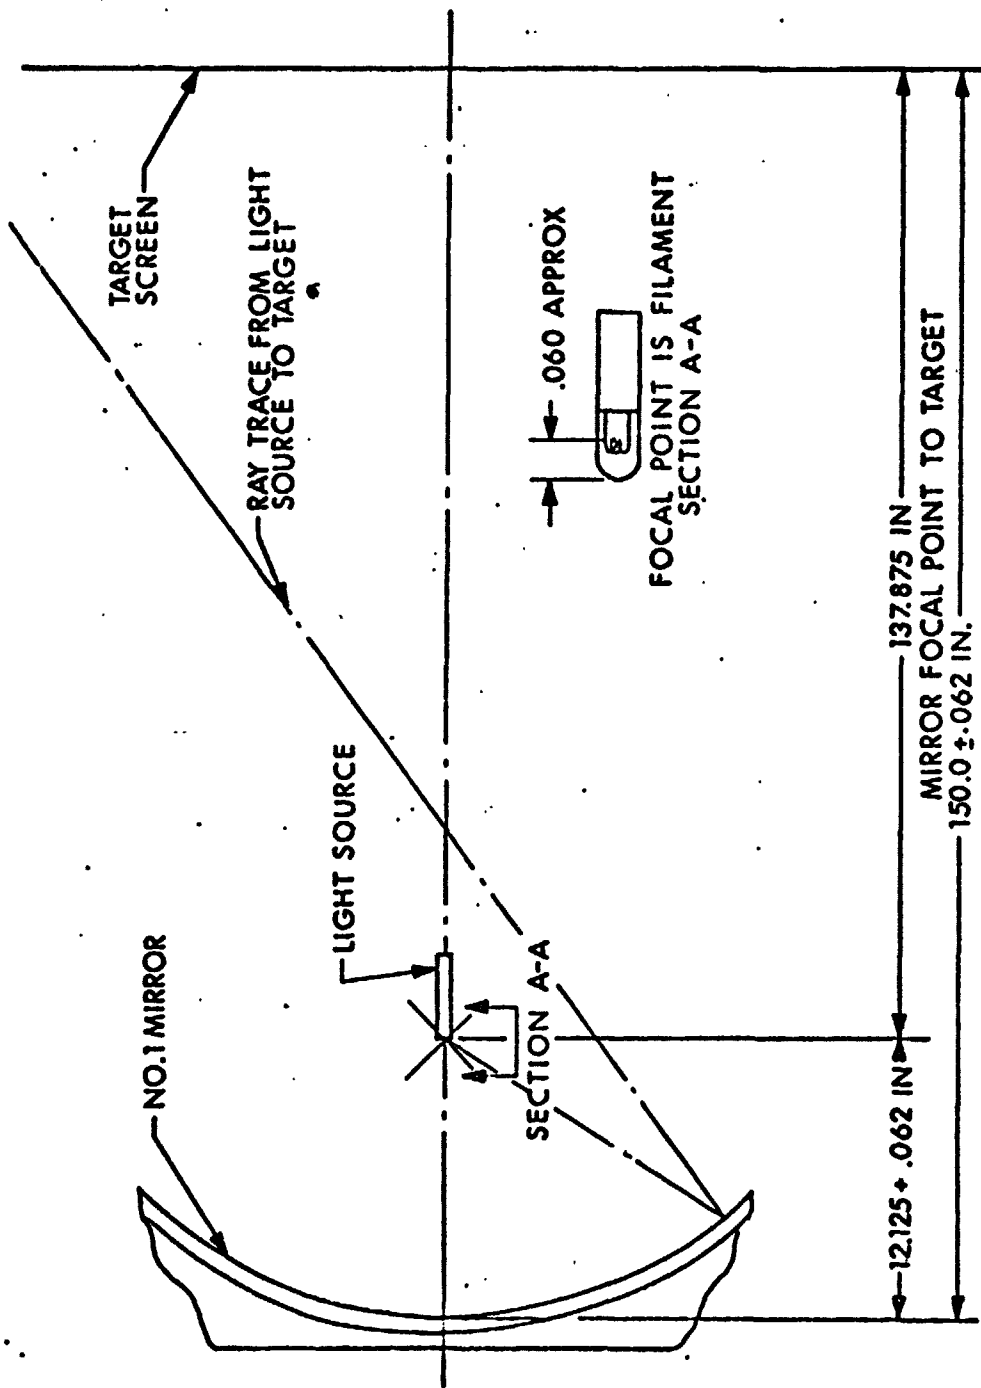 TARGET
SCREEN
RAY TRACE FROM LIGHT
SOURCE TO TARGET
.060 APPROX
FOCAL POINT IS FILAMENT
SECTION A-A
LIGHT SOURCE
NO.1 MIRROR
SECTION A-A
12.125 + .062 IN
137.875 IN
MIRROR FOCAL POINT TO TARGET
150.0 ± .062 IN.